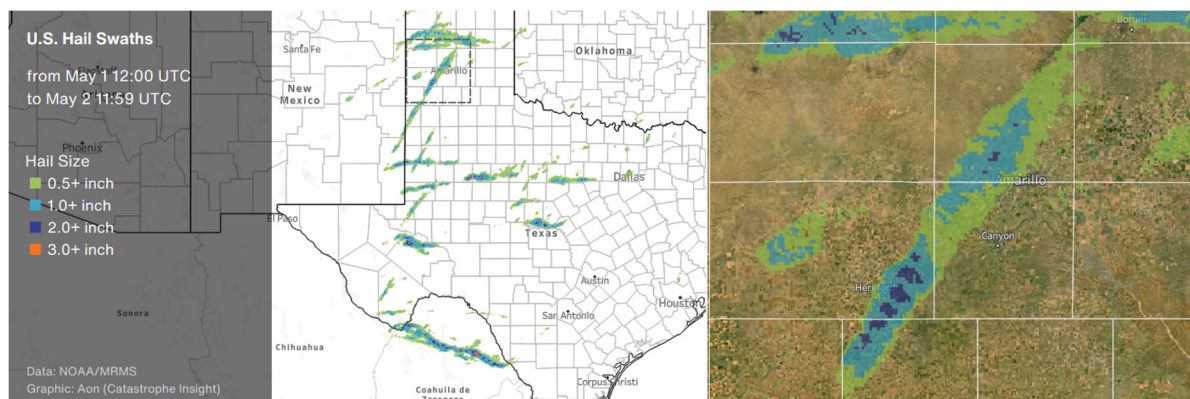 U.S. Hail Swaths
from May 1 12:00 UTC
to May 2 11:59 UTC
Phoenix
Hail Size
0.5+ inch
1.0+ inch
2.0+ inch
3.0+ inch
Sonora
Data: NOAA/MRMS
Graphic: Aon (Catastrophe Insight)
Santa Fe
New
Mexico
Amarillo
Oklahoma
Dallas
El Paso
Texas
Austin
Houston
San Antonio
Chihuahua
Corpus Christi
Coahuila de
Zaragoza
Borger
Amarillo
Canyon
Hereford